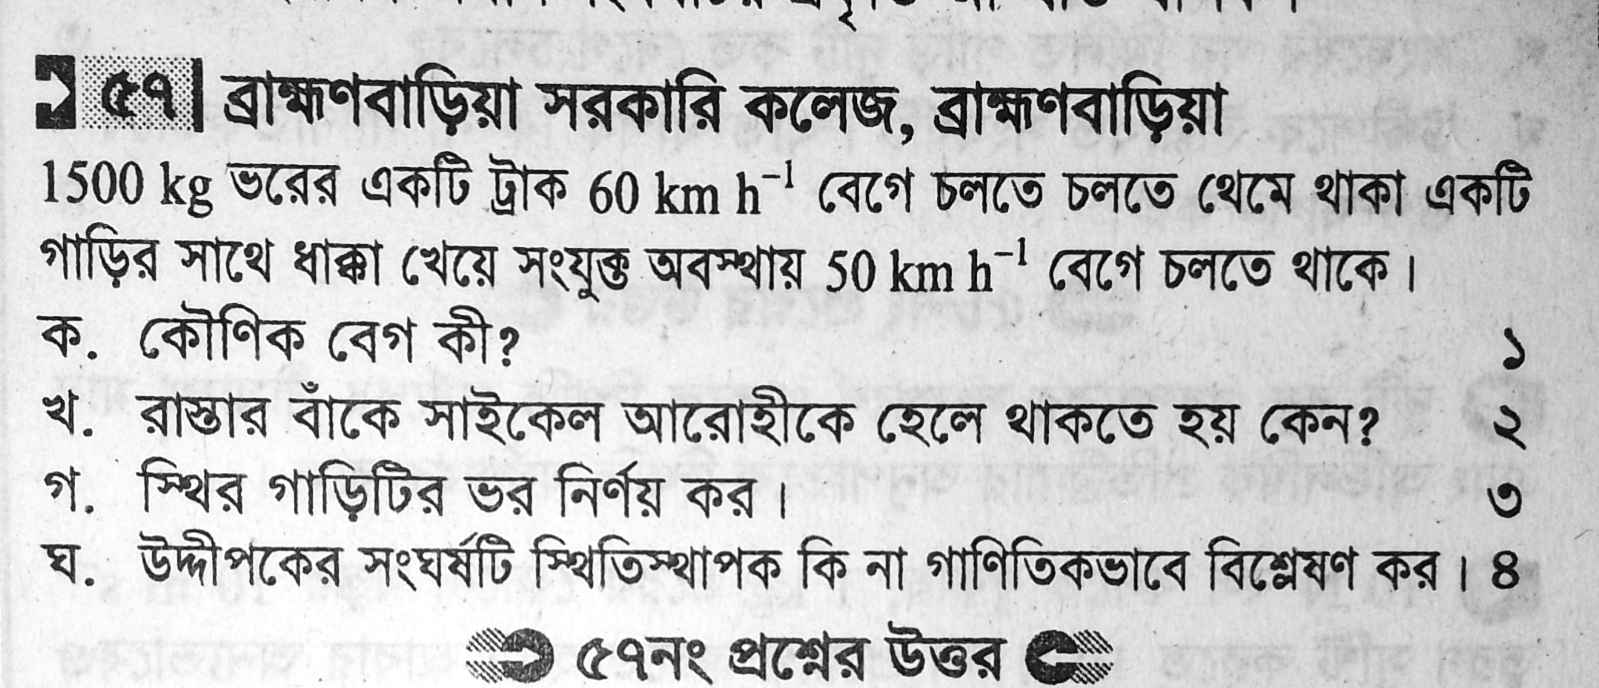 ৫৭। ব্রাহ্মণবাড়িয়া সরকারি কলেজ, ব্রাহ্মণবাড়িয়া
1500 kg ভরের একটি ট্রাক 60 km h⁻¹ বেগে চলতে চলতে থেমে থাকা একটি
গাড়ির সাথে ধাক্কা খেয়ে সংযুক্ত অবস্থায় 50 km h⁻¹ বেগে চলতে থাকে।
ক. কৌণিক বেগ কী? ১
খ. রাস্তার বাঁকে সাইকেল আরোহীকে হেলে থাকতে হয় কেন? ২
গ. স্থির গাড়িটির ভর নির্ণয় কর। ৩
ঘ. উদ্দীপকের সংঘর্ষটি স্থিতিস্থাপক কি না গাণিতিকভাবে বিশ্লেষণ কর। ৪
৫৭নং প্রশ্নের উত্তর